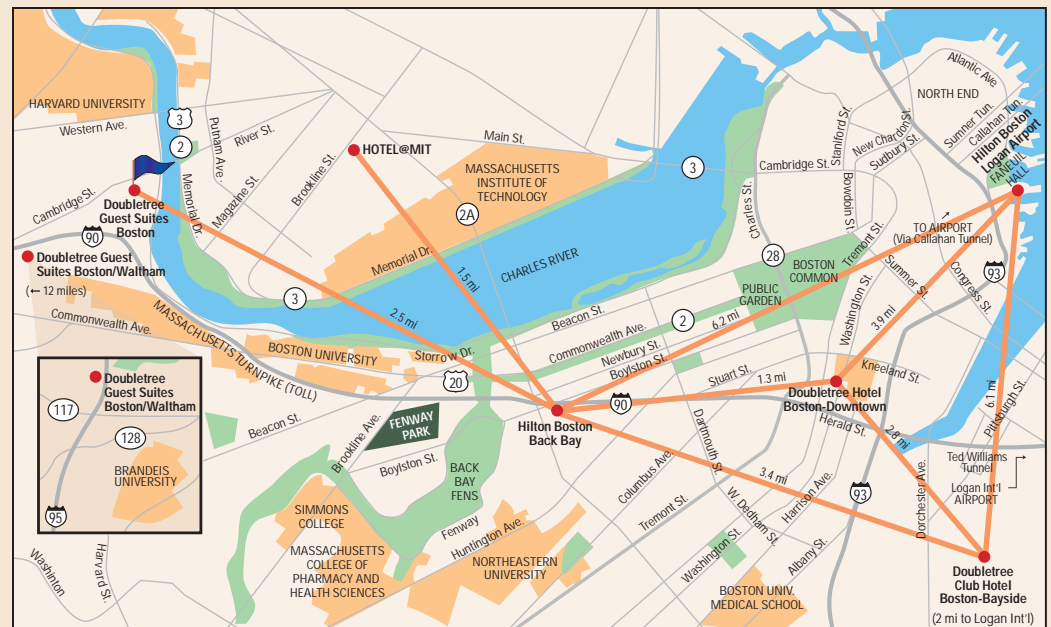 HARVARD UNIVERSITY
Western Ave.
3
2
Putnam Ave.
River St.
Cambridge St.
Doubletree
Guest Suites
Boston
Memorial Dr.
Magazine St.
Brookline St.
HOTEL@MIT
Main St.
MASSACHUSETTS
INSTITUTE OF
TECHNOLOGY
2A
Memorial Dr.
1.5 mi
CHARLES RIVER
3
3
2.5 mi
90
Doubletree Guest
Suites Boston/Waltham
(← 12 miles)
Commonwealth Ave.
MASSACHUSETTS TURNPIKE (TOLL)
BOSTON UNIVERSITY
Storrow Dr.
20
Beacon St.
Commonwealth Ave.
Newbury St.
Boylston St.
2
6.2 mi
Atlantic Ave
NORTH END
Sumner Tun.
Callahan Tun.
Hilton Boston
Logan Airport
FANEUIL
HALL
New Chardon St.
Sudbury St.
Staniford St.
Cambridge St.
Bovobin St.
Charles St.
Tremont St.
TO AIRPORT
(Via Callahan Tunnel)
28
BOSTON
COMMON
PUBLIC
GARDEN
Washington St.
Summer St.
Congress St.
93
3.9 mi
6.1 mi
Stuart St.
1.3 mi
Kneeland St.
Doubletree Hotel
Boston-Downtown
Herald St.
2.8 mi
Pittsburgh St.
90
Hilton Boston
Back Bay
Dartmouth St.
3.4 mi
Columbus Ave.
Tremont St.
W. Dedham St.
Harrison Ave.
Washington St.
Albany St.
93
Dorchester Ave.
Ted Williams
Tunnel
Logan Int'l
AIRPORT
BOSTON UNIV.
MEDICAL SCHOOL
Doubletree
Club Hotel
Boston-Bayside
(2 mi to Logan Int'l)
Beacon St.
Brookline Ave.
FENWAY
PARK
Boylston St.
BACK
BAY
FENS
Fenway
Huntington Ave.
SIMMONS
COLLEGE
MASSACHUSETTS
COLLEGE OF
PHARMACY AND
HEALTH SCIENCES
NORTHEASTERN
UNIVERSITY
Doubletree
Guest Suites
Boston/Waltham
117
128
BRANDEIS
UNIVERSITY
95
Washinton
Harvard St.